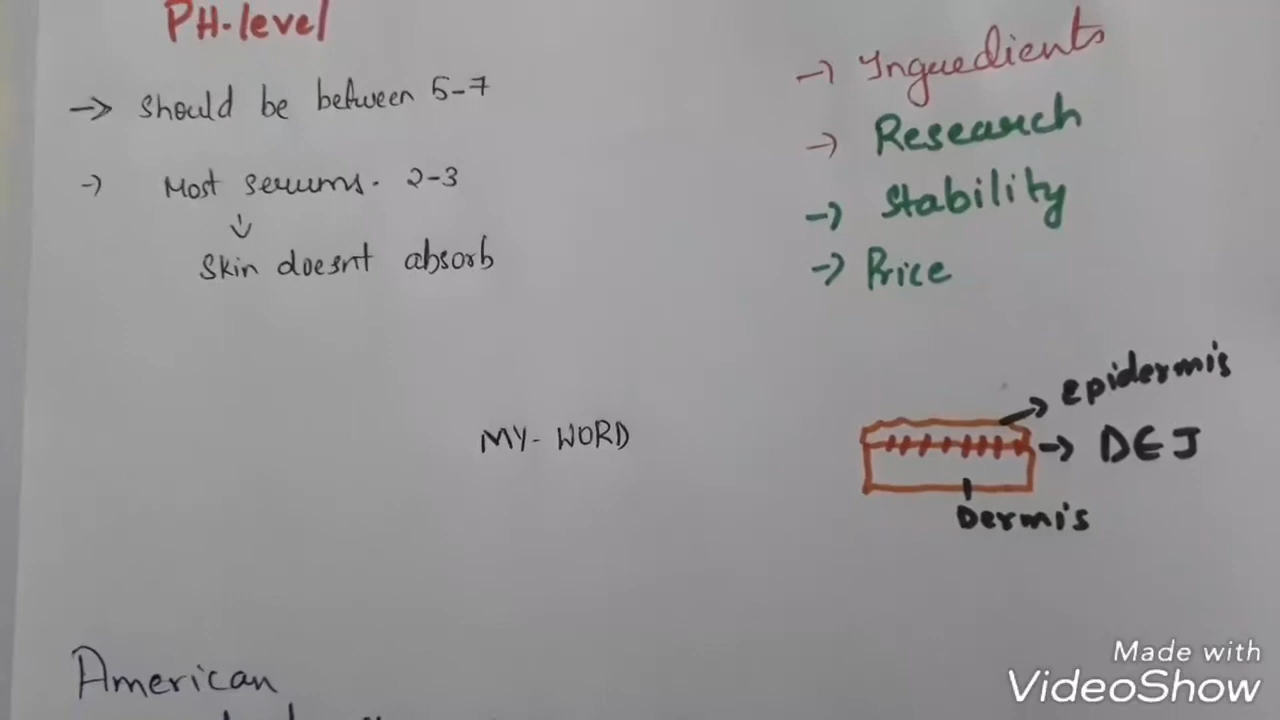 PH-level
-> Should be between 5-7
-> Most serums. 2-3
Skin doesnt absorb
-> Ingredients
-> Research
-> Stability
-> Price
epidermis
-> DEJ
Dermis
MY-WORD
American
Made with
VideoShow